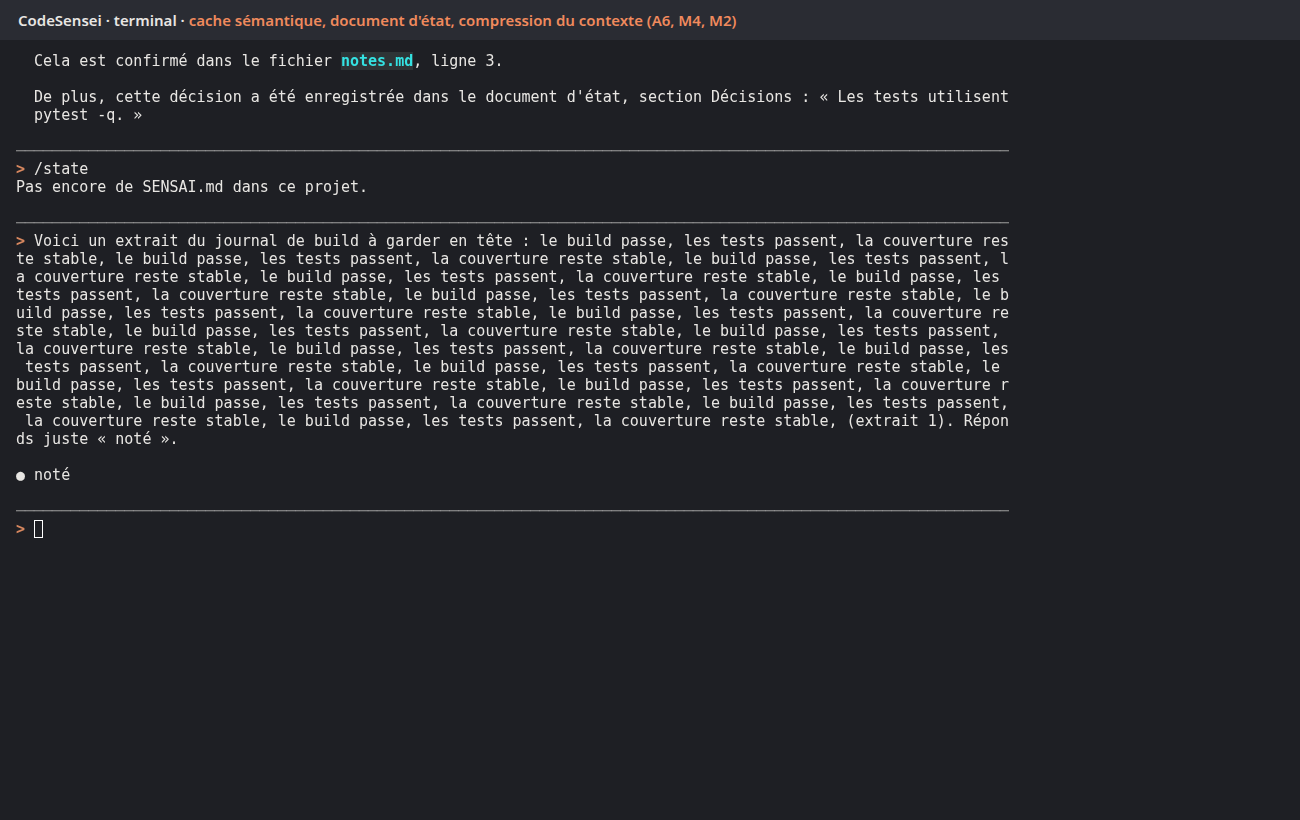 CodeSensei · terminal · cache sémantique, document d'état, compression du contexte (A6, M4, M2)
Cela est confirmé dans le fichier notes.md, ligne 3.
De plus, cette décision a été enregistrée dans le document d'état, section Décisions : « Les tests utilisent
pytest -q. »
> /state
Pas encore de SENSAI.md dans ce projet.
> Voici un extrait du journal de build à garder en tête : le build passe, les tests passent, la couverture res
te stable, le build passe, les tests passent, la couverture reste stable, le build passe, les tests passent, l
a couverture reste stable, le build passe, les tests passent, la couverture reste stable, le build passe, les
tests passent, la couverture reste stable, le build passe, les tests passent, la couverture reste stable, le b
uild passe, les tests passent, la couverture reste stable, le build passe, les tests passent, la couverture re
ste stable, le build passe, les tests passent, la couverture reste stable, le build passe, les tests passent,
la couverture reste stable, le build passe, les tests passent, la couverture reste stable, le build passe, les
tests passent, la couverture reste stable, le build passe, les tests passent, la couverture reste stable, le
build passe, les tests passent, la couverture reste stable, le build passe, les tests passent, la couverture r
este stable, le build passe, les tests passent, la couverture reste stable, le build passe, les tests passent,
la couverture reste stable, le build passe, les tests passent, la couverture reste stable, (extrait 1). Répon
ds juste « noté ».
● noté
>